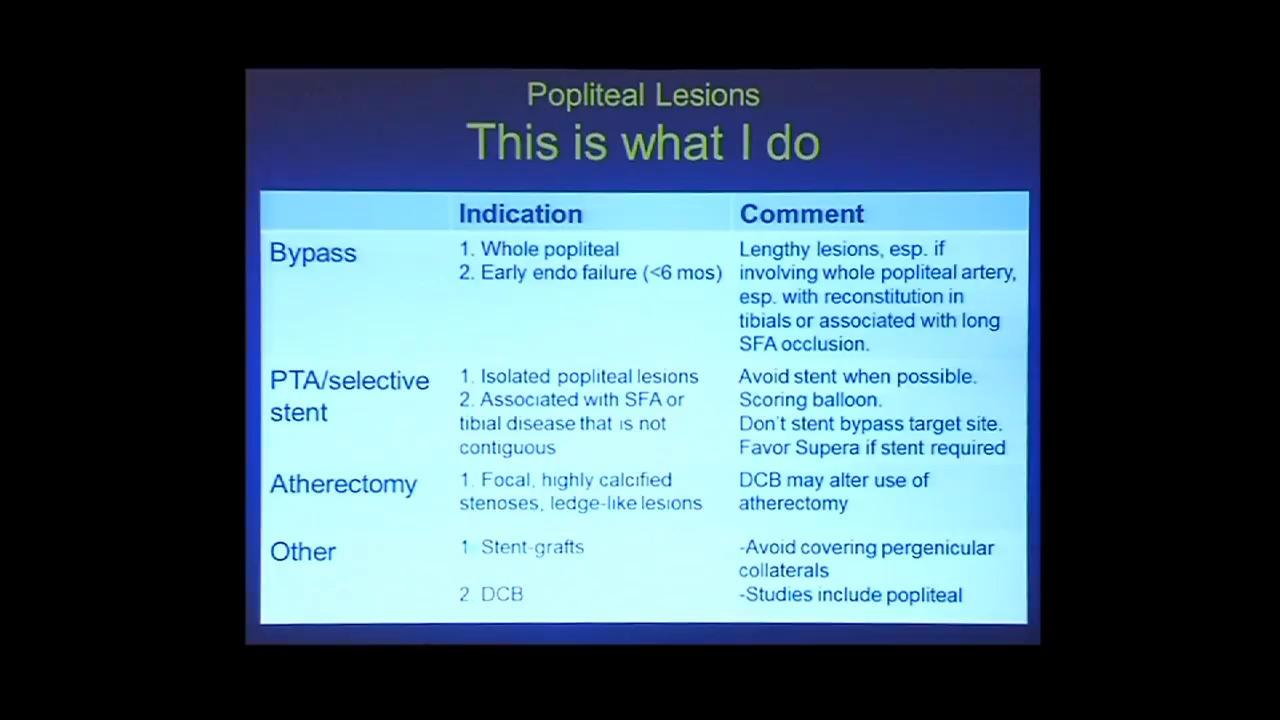 Popliteal Lesions
This is what I do
Indication
Comment
Bypass
1. Whole popliteal
2. Early endo failure (<6 mos)
Lengthy lesions, esp. if
involving whole popliteal artery,
esp. with reconstitution in
tibials or associated with long
SFA occlusion.
PTA/selective
stent
1. Isolated popliteal lesions
2. Associated with SFA or
tibial disease that is not
contiguous
Avoid stent when possible.
Scoring balloon.
Don't stent bypass target site.
Favor Supera if stent required
Atherectomy
1. Focal, highly calcified
stenoses, ledge-like lesions
DCB may alter use of
atherectomy
Other
1. Stent-grafts
2. DCB
-Avoid covering pergenicular
collaterals
-Studies include popliteal